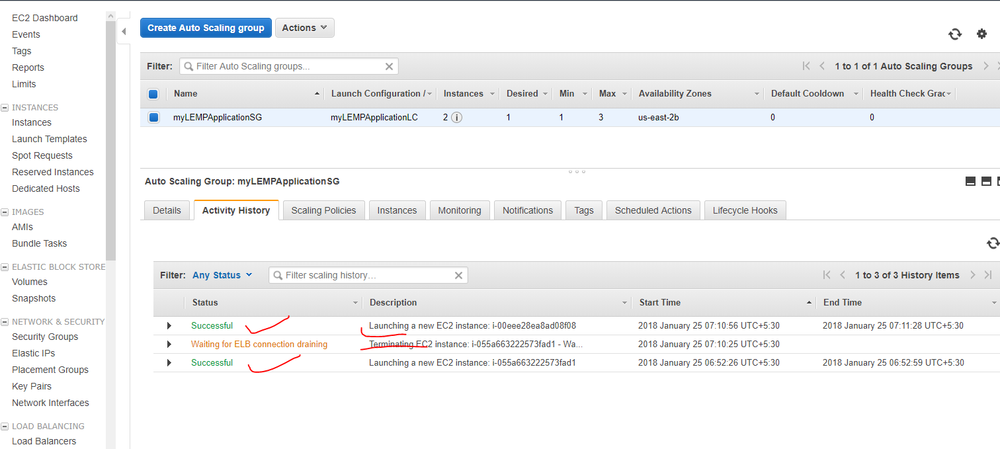 EC2 Dashboard
Events
Tags
Reports
Limits
INSTANCES
Instances
Launch Templates
Spot Requests
Reserved Instances
Dedicated Hosts
IMAGES
AMIs
Bundle Tasks
ELASTIC BLOCK STORE
Volumes
Snapshots
NETWORK & SECURITY
Security Groups
Elastic IPs
Placement Groups
Key Pairs
Network Interfaces
LOAD BALANCING
Load Balancers
Create Auto Scaling group Actions
Filter: Filter Auto Scaling groups... 1 to 1 of 1 Auto Scaling Groups
Name Launch Configuration / Instances Desired Min Max Availability Zones Default Cooldown Health Check Grac
myLEMPApplicationSG myLEMPApplicationLC 2 i 1 1 3 us-east-2b 0 0
Auto Scaling Group: myLEMPApplicationSG
Details Activity History Scaling Policies Instances Monitoring Notifications Tags Scheduled Actions Lifecycle Hooks
Filter: Any Status Filter scaling history... 1 to 3 of 3 History Items
Status Description Start Time End Time
Successful Launching a new EC2 instance: i-00eee28ea8ad08f08 2018 January 25 07:10:56 UTC+5:30 2018 January 25 07:11:28 UTC+5:30
Waiting for ELB connection draining Terminating EC2 instance: i-055a663222573fad1 - Wa... 2018 January 25 07:10:25 UTC+5:30
Successful Launching a new EC2 instance: i-055a663222573fad1 2018 January 25 06:52:26 UTC+5:30 2018 January 25 06:52:59 UTC+5:30